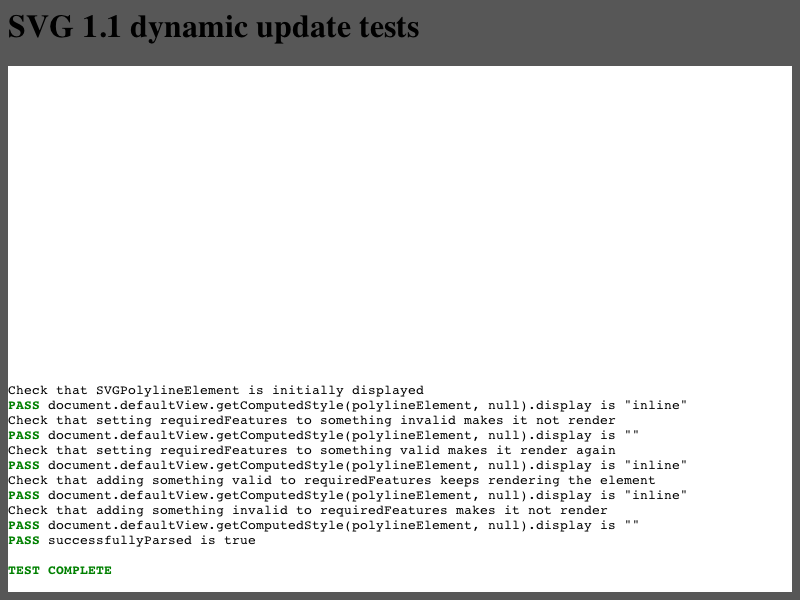 SVG 1.1 dynamic update tests
Check that SVGPolylineElement is initially displayed
PASS document.defaultView.getComputedStyle(polylineElement, null).display is "inline"
Check that setting requiredFeatures to something invalid makes it not render
PASS document.defaultView.getComputedStyle(polylineElement, null).display is ""
Check that setting requiredFeatures to something valid makes it render again
PASS document.defaultView.getComputedStyle(polylineElement, null).display is "inline"
Check that adding something valid to requiredFeatures keeps rendering the element
PASS document.defaultView.getComputedStyle(polylineElement, null).display is "inline"
Check that adding something invalid to requiredFeatures makes it not render
PASS document.defaultView.getComputedStyle(polylineElement, null).display is ""
PASS successfullyParsed is true
TEST COMPLETE